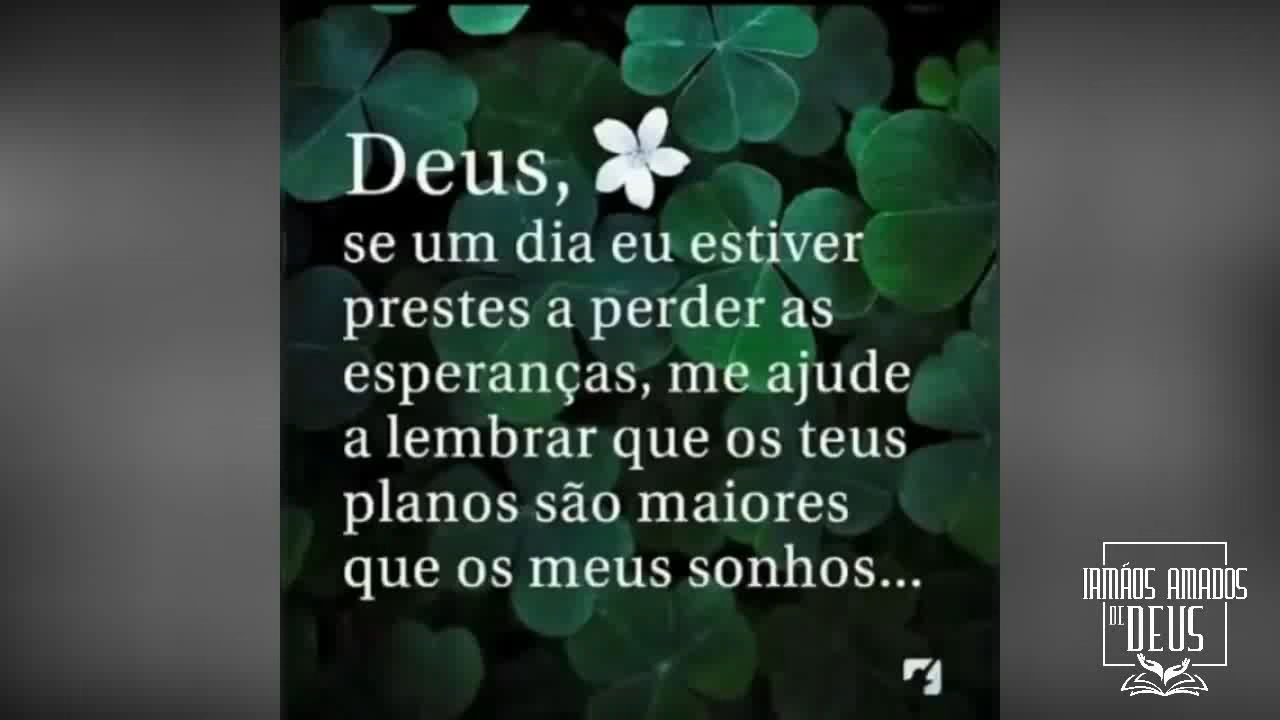 Deus,
se um dia eu estiver
prestes a perder as
esperanças, me ajude
a lembrar que os teus
planos são maiores
que os meus sonhos...
IAMÃOS AMADOS
DE
DEUS